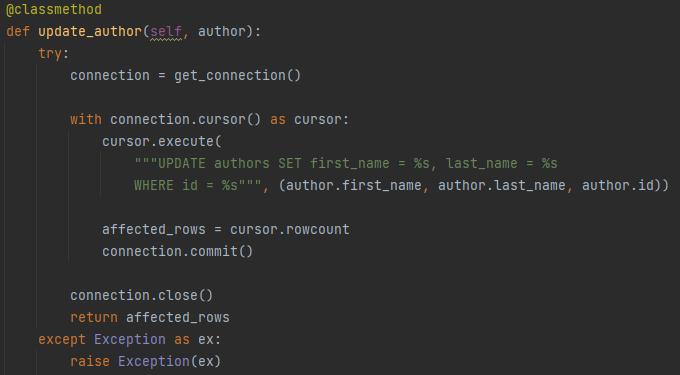 @classmethod
def update_author(self, author):
    try:
        connection = get_connection()

        with connection.cursor() as cursor:
            cursor.execute(
                """UPDATE authors SET first_name = %s, last_name = %s
                WHERE id = %s""", (author.first_name, author.last_name, author.id))

            affected_rows = cursor.rowcount
            connection.commit()

        connection.close()
        return affected_rows
    except Exception as ex:
        raise Exception(ex)